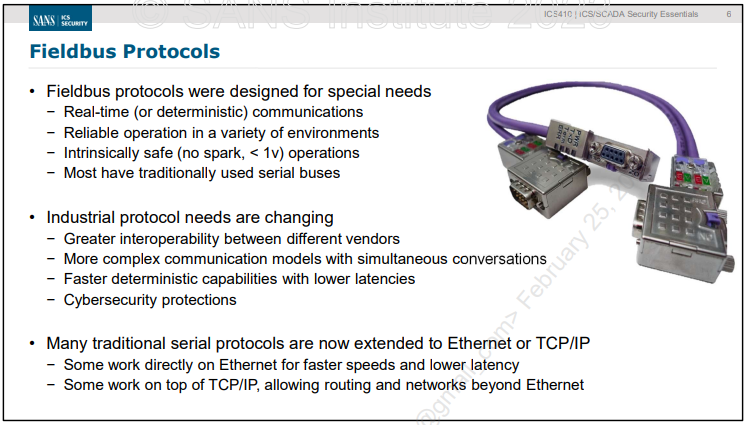 © SANS Institute 2025
SANS | ICS SECURITY
ICS410 | ICS/SCADA Security Essentials 6
Fieldbus Protocols
• Fieldbus protocols were designed for special needs
− Real-time (or deterministic) communications
− Reliable operation in a variety of environments
− Intrinsically safe (no spark, < 1v) operations
− Most have traditionally used serial buses
• Industrial protocol needs are changing
− Greater interoperability between different vendors
− More complex communication models with simultaneous conversations
− Faster deterministic capabilities with lower latencies
− Cybersecurity protections
• Many traditional serial protocols are now extended to Ethernet or TCP/IP
− Some work directly on Ethernet for faster speeds and lower latency
− Some work on top of TCP/IP, allowing routing and networks beyond Ethernet
PWR
February 25, 2